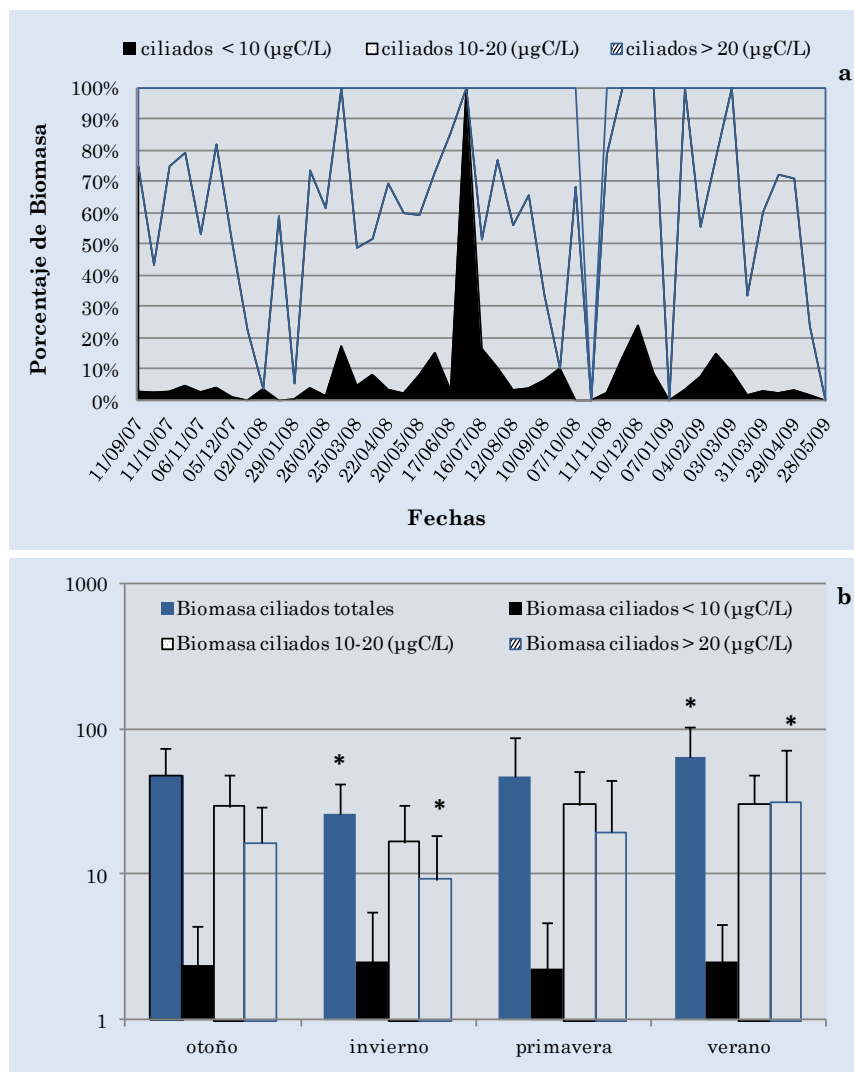 ciliados < 10 (µgC/L) ciliados 10-20 (µgC/L) ciliados > 20 (µgC/L)
a
100%
90%
80%
70%
60%
50%
40%
30%
20%
10%
0%
Porcentaje de Biomasa
11/09/07 11/10/07 06/11/07 05/12/07 02/01/08 29/01/08 26/02/08 25/03/08 22/04/08 20/05/08 17/06/08 16/07/08 12/08/08 10/09/08 07/10/08 11/11/08 10/12/08 07/01/09 04/02/09 03/03/09 31/03/09 29/04/09 28/05/09
Fechas
b
1000
100
10
1
Biomasa ciliados totales Biomasa ciliados < 10 (µgC/L)
Biomasa ciliados 10-20 (µgC/L) Biomasa ciliados > 20 (µgC/L)
* * * *
otoño invierno primavera verano